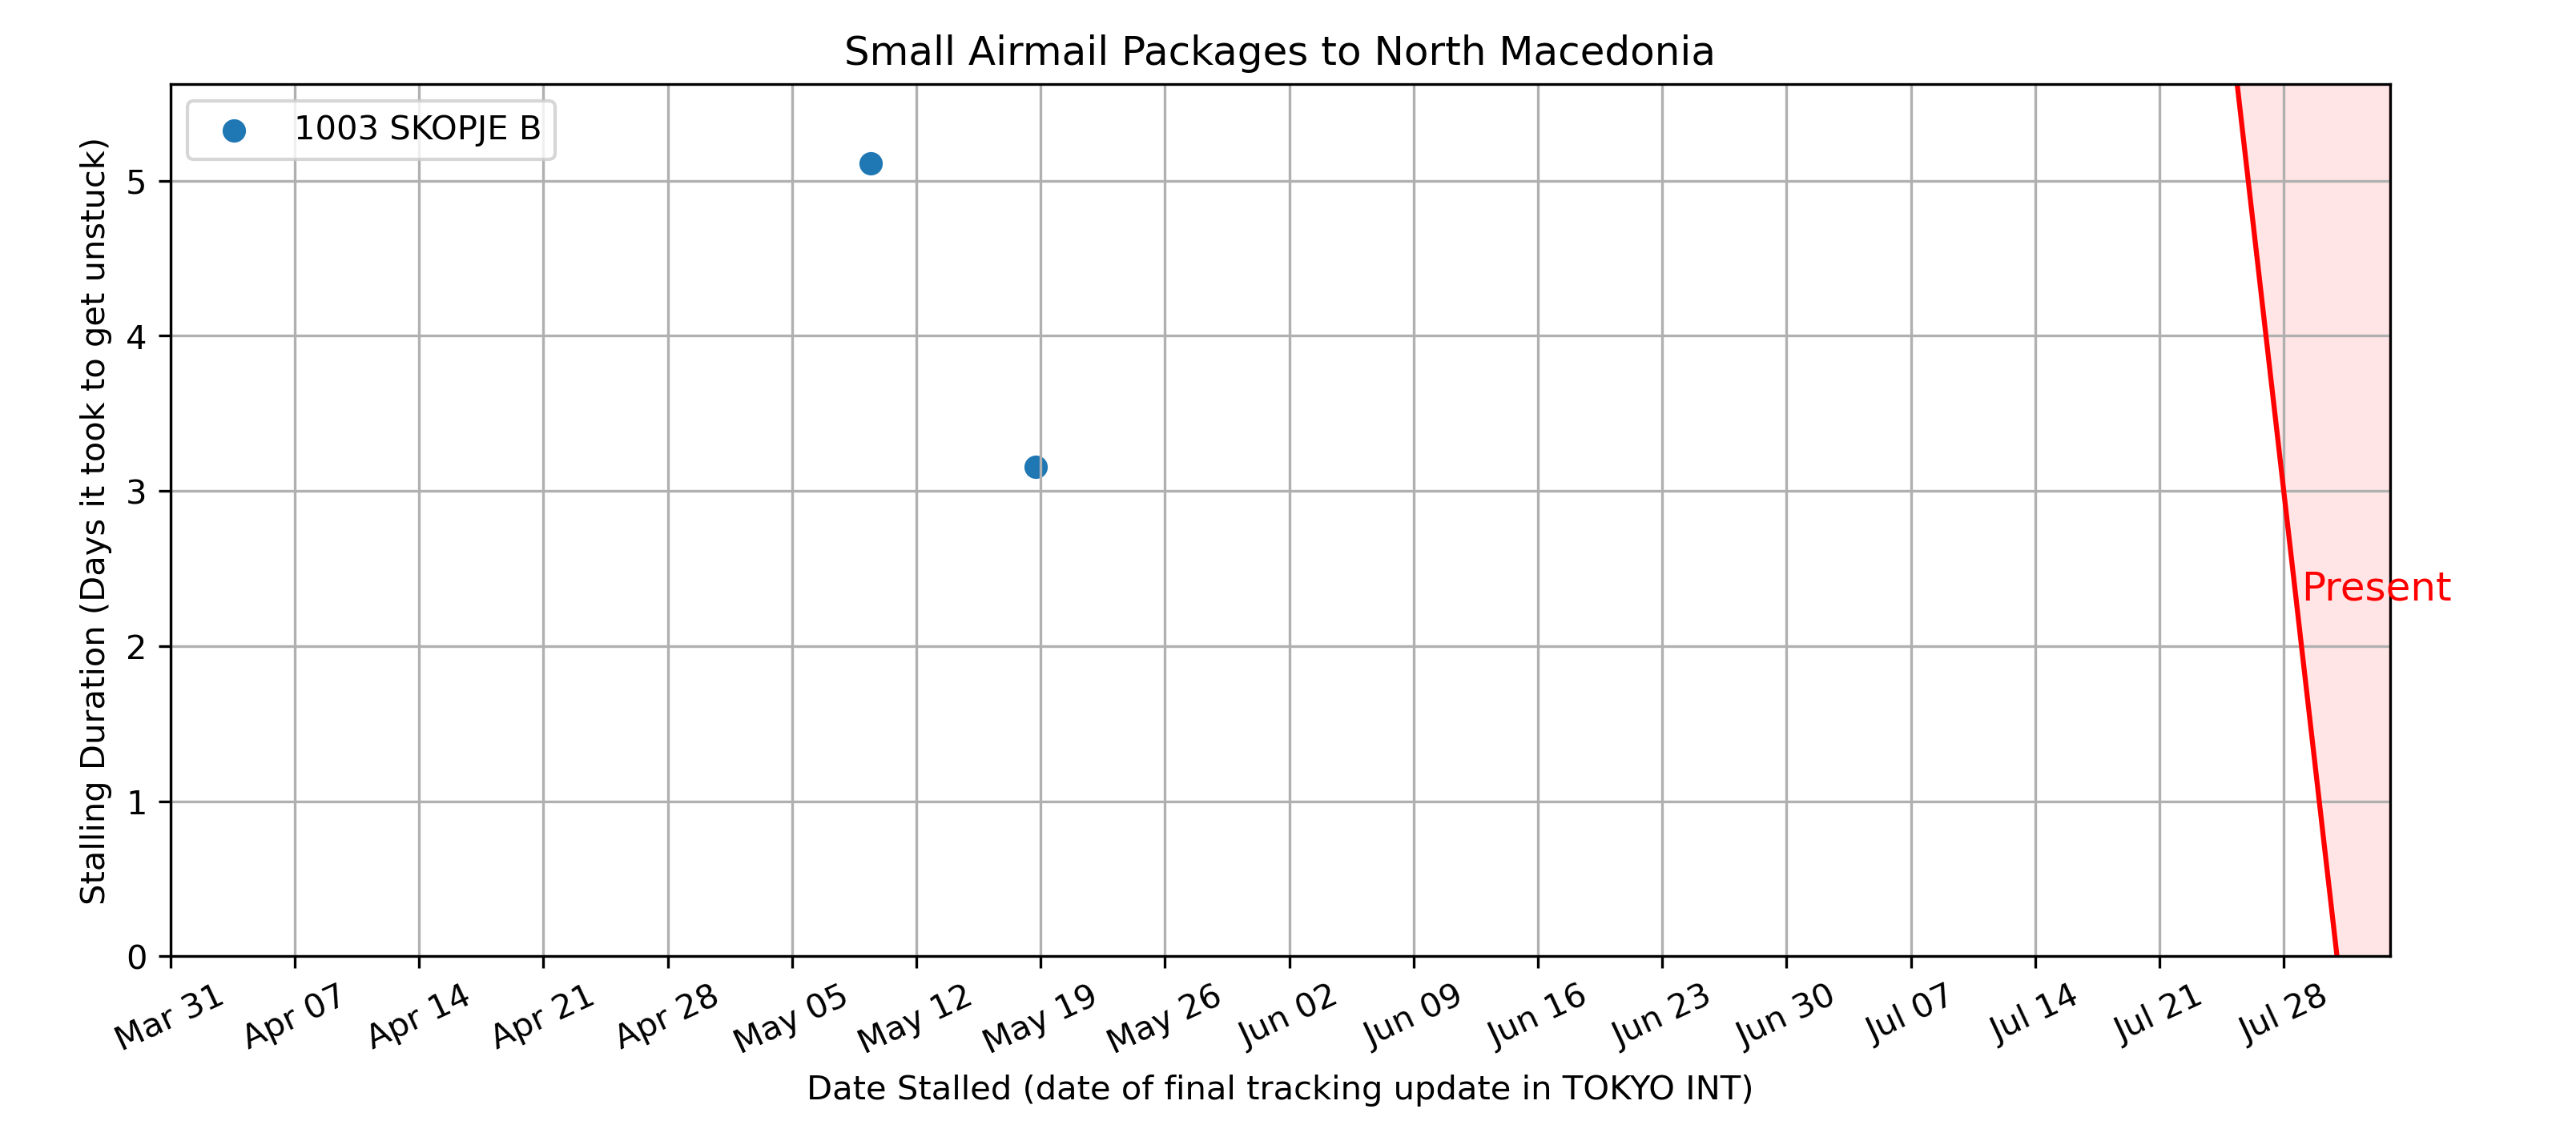 Small Airmail Packages to North Macedonia
1003 SKOPJE B
Stalling Duration (Days it took to get unstuck)
5
4
3
2
1
0
Present
Mar 31
Apr 07
Apr 14
Apr 21
Apr 28
May 05
May 12
May 19
May 26
Jun 02
Jun 09
Jun 16
Jun 23
Jun 30
Jul 07
Jul 14
Jul 21
Jul 28
Date Stalled (date of final tracking update in TOKYO INT)